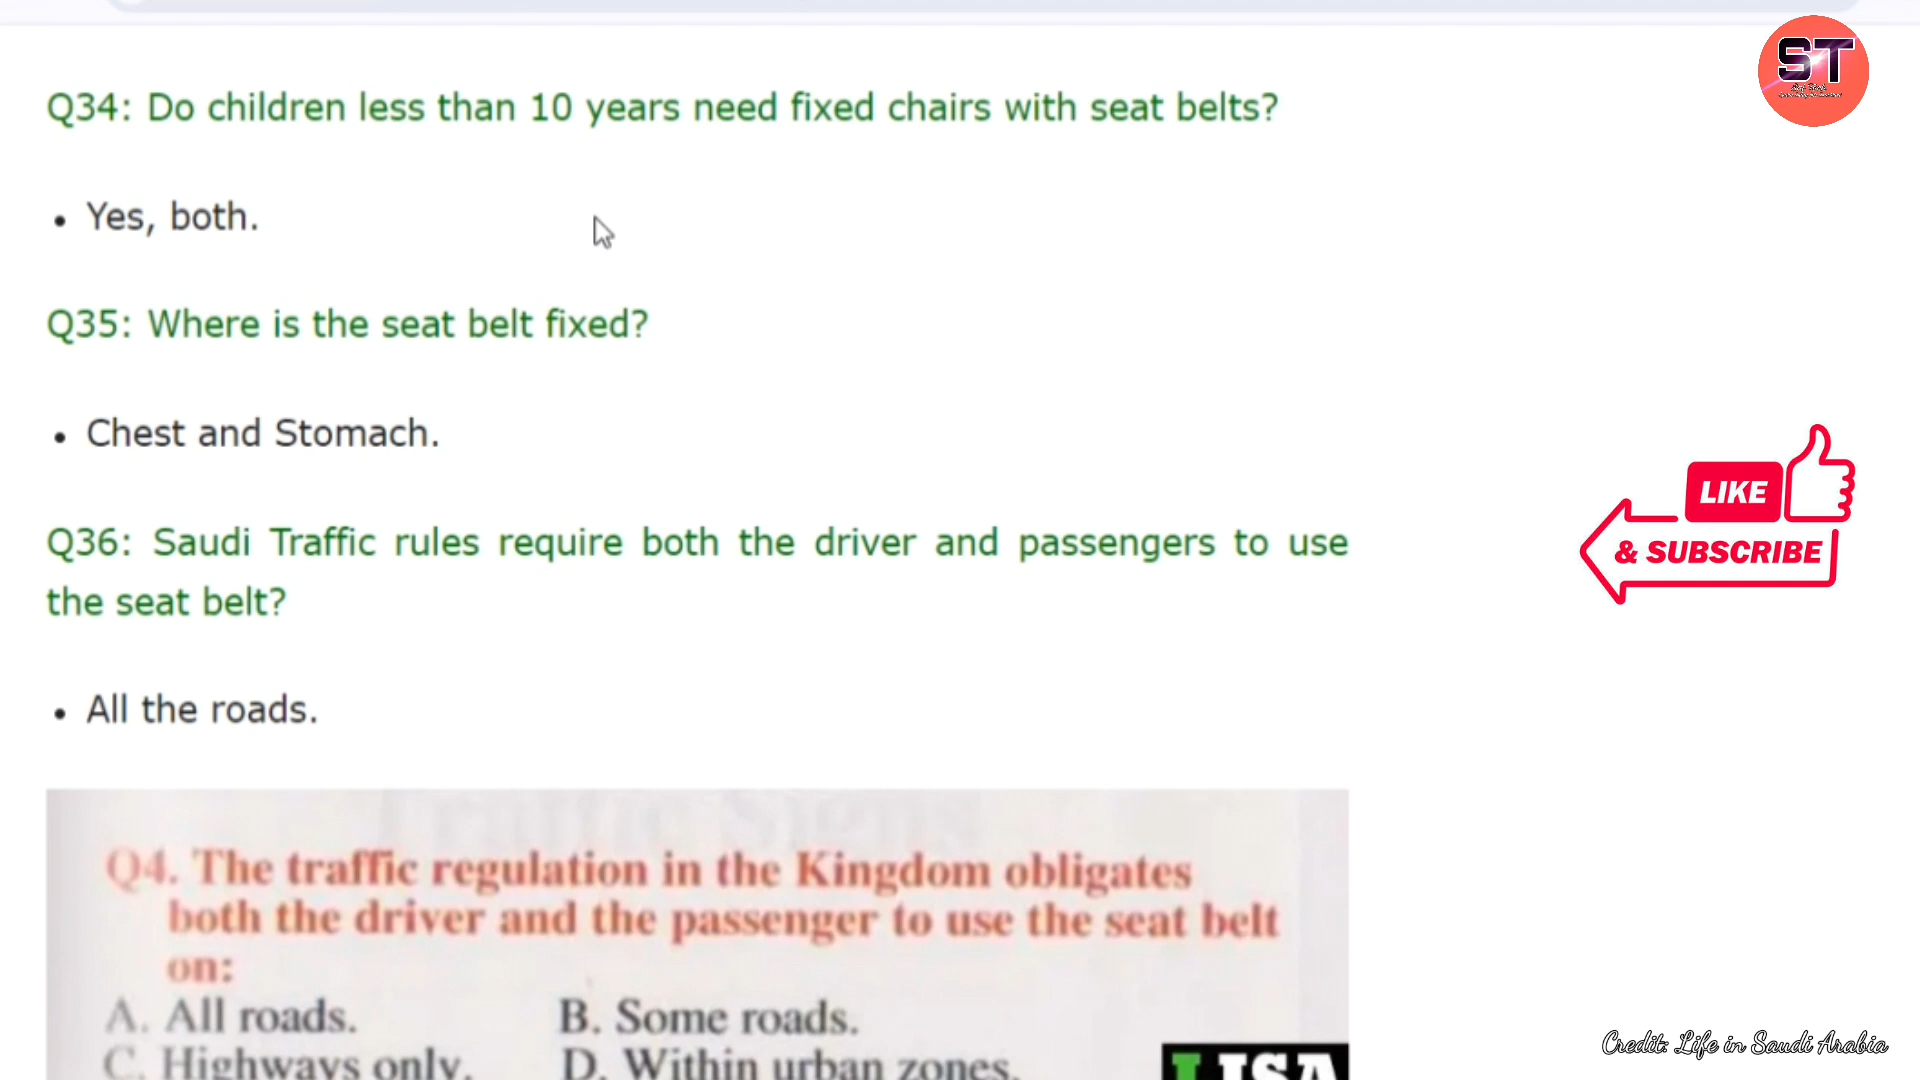 ST
Q34: Do children less than 10 years need fixed chairs with seat belts?
• Yes, both.
Q35: Where is the seat belt fixed?
• Chest and Stomach.
Q36: Saudi Traffic rules require both the driver and passengers to use
the seat belt?
• All the roads.
LIKE
& SUBSCRIBE
Q4. The traffic regulation in the Kingdom obligates
both the driver and the passenger to use the seat belt
on:
A. All roads. B. Some roads.
C. Highways only. D. Within urban zones.
Credit: Life in Saudi Arabia